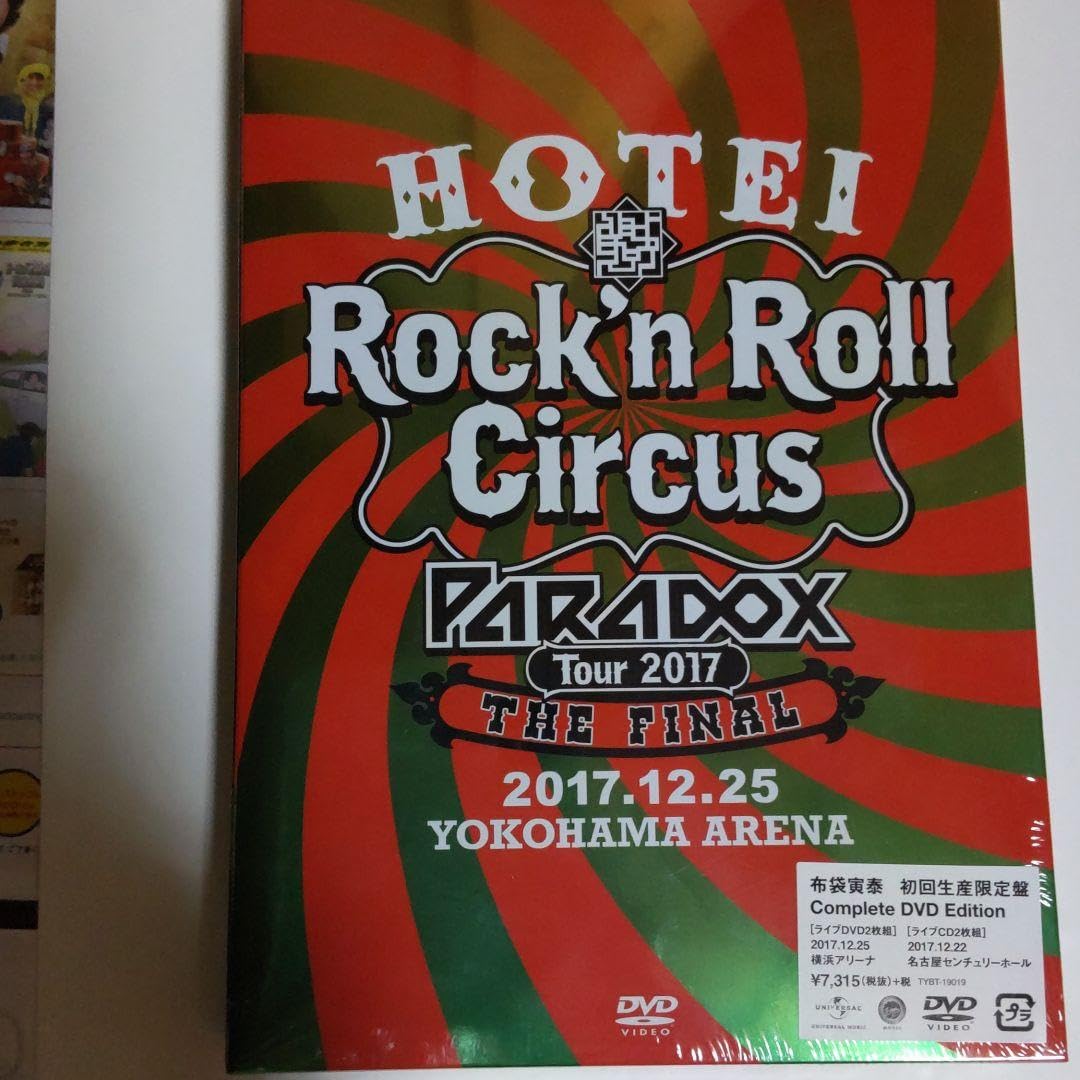 HOTEI
Rock'n Roll
Circus
PARADOX
Tour 2017
THE FINAL
2017.12.25
YOKOHAMA ARENA
布袋寅泰 初回生産限定盤
Complete DVD Edition
[ライブDVD2枚組] [ライブCD2枚組]
2017.12.25 2017.12.22
横浜アリーナ 名古屋センチュリーホール
¥7,315(税抜)+税 TYBT-19019
UNIVERSAL
UNIVERSAL MUSIC
DVD
VIDEO
プラ
DVD
VIDEO